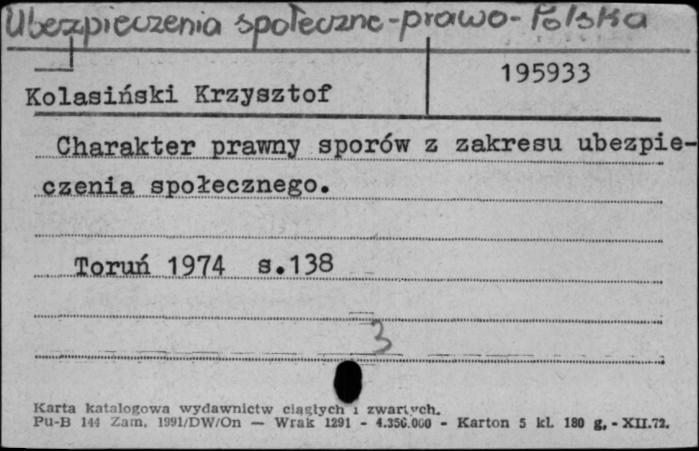 Ubezpieczenia społeczne-prawo-Polska
195933
Kolasiński Krzysztof
Charakter prawny sporów z zakresu ubezpie-
czenia społecznego.
Toruń 1974 s.138
3
Karta katalogowa wydawnictw ciągłych i zwartych.
Pu-B 144 Zam. 1991/DW/On — Wrak 1291 - 4.356.000 - Karton 5 kl. 180 g. - XII.72.